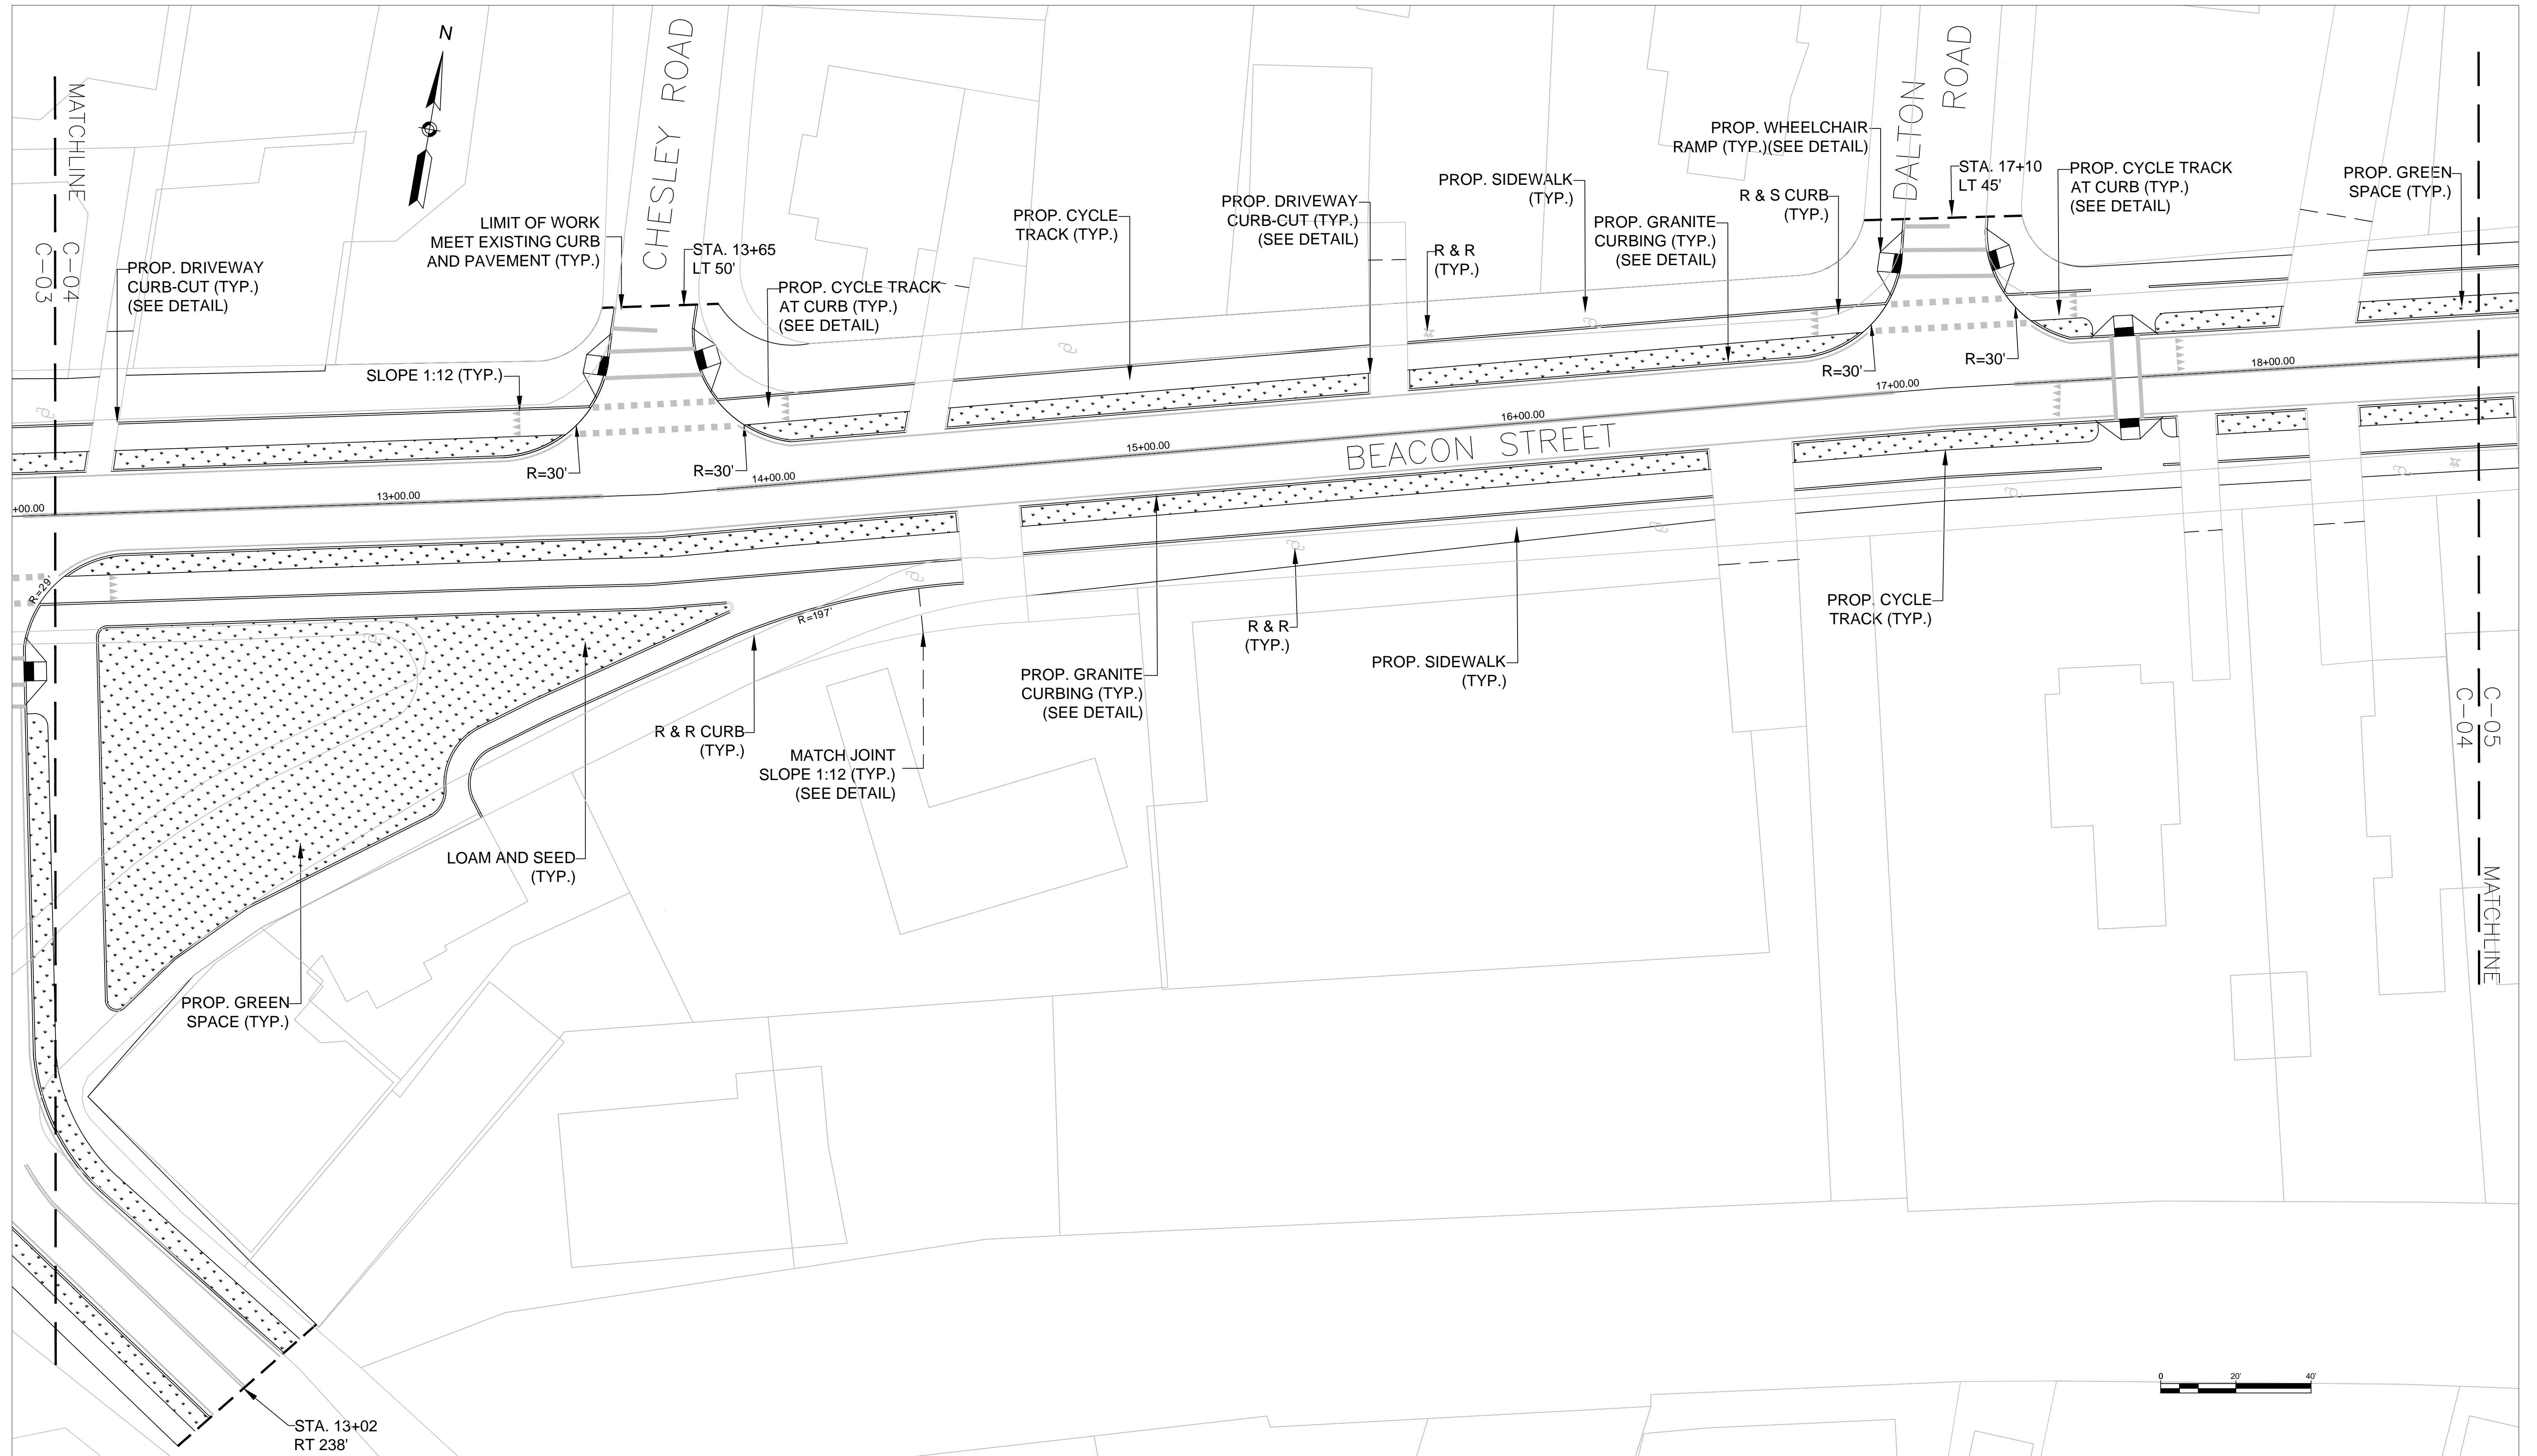 N
MATCHLINE
C-04
C-03
CHESLEY ROAD
DALTON
ROAD
PROP. DRIVEWAY
CURB-CUT (TYP.)
(SEE DETAIL)
LIMIT OF WORK
MEET EXISTING CURB
AND PAVEMENT (TYP.)
STA. 13+65
LT 50'
PROP. CYCLE TRACK
AT CURB (TYP.)
(SEE DETAIL)
PROP. CYCLE
TRACK (TYP.)
PROP. DRIVEWAY
CURB-CUT (TYP.)
(SEE DETAIL)
R & R
(TYP.)
PROP. SIDEWALK
(TYP.)
PROP. GRANITE
CURBING (TYP.)
(SEE DETAIL)
PROP. WHEELCHAIR
RAMP (TYP.)(SEE DETAIL)
R & S CURB
(TYP.)
STA. 17+10
LT 45'
PROP. CYCLE TRACK
AT CURB (TYP.)
(SEE DETAIL)
PROP. GREEN
SPACE (TYP.)
SLOPE 1:12 (TYP.)
R=30'
R=30'
R=30'
R=30'
+00.00
13+00.00
14+00.00
15+00.00
16+00.00
17+00.00
18+00.00
BEACON STREET
R=29'
R=197'
R & R CURB
(TYP.)
MATCH JOINT
SLOPE 1:12 (TYP.)
(SEE DETAIL)
PROP. GRANITE
CURBING (TYP.)
(SEE DETAIL)
R & R
(TYP.)
PROP. SIDEWALK
(TYP.)
PROP. CYCLE
TRACK (TYP.)
C-05
C-04
MATCHLINE
LOAM AND SEED
(TYP.)
PROP. GREEN
SPACE (TYP.)
STA. 13+02
RT 238'
0 20' 40'